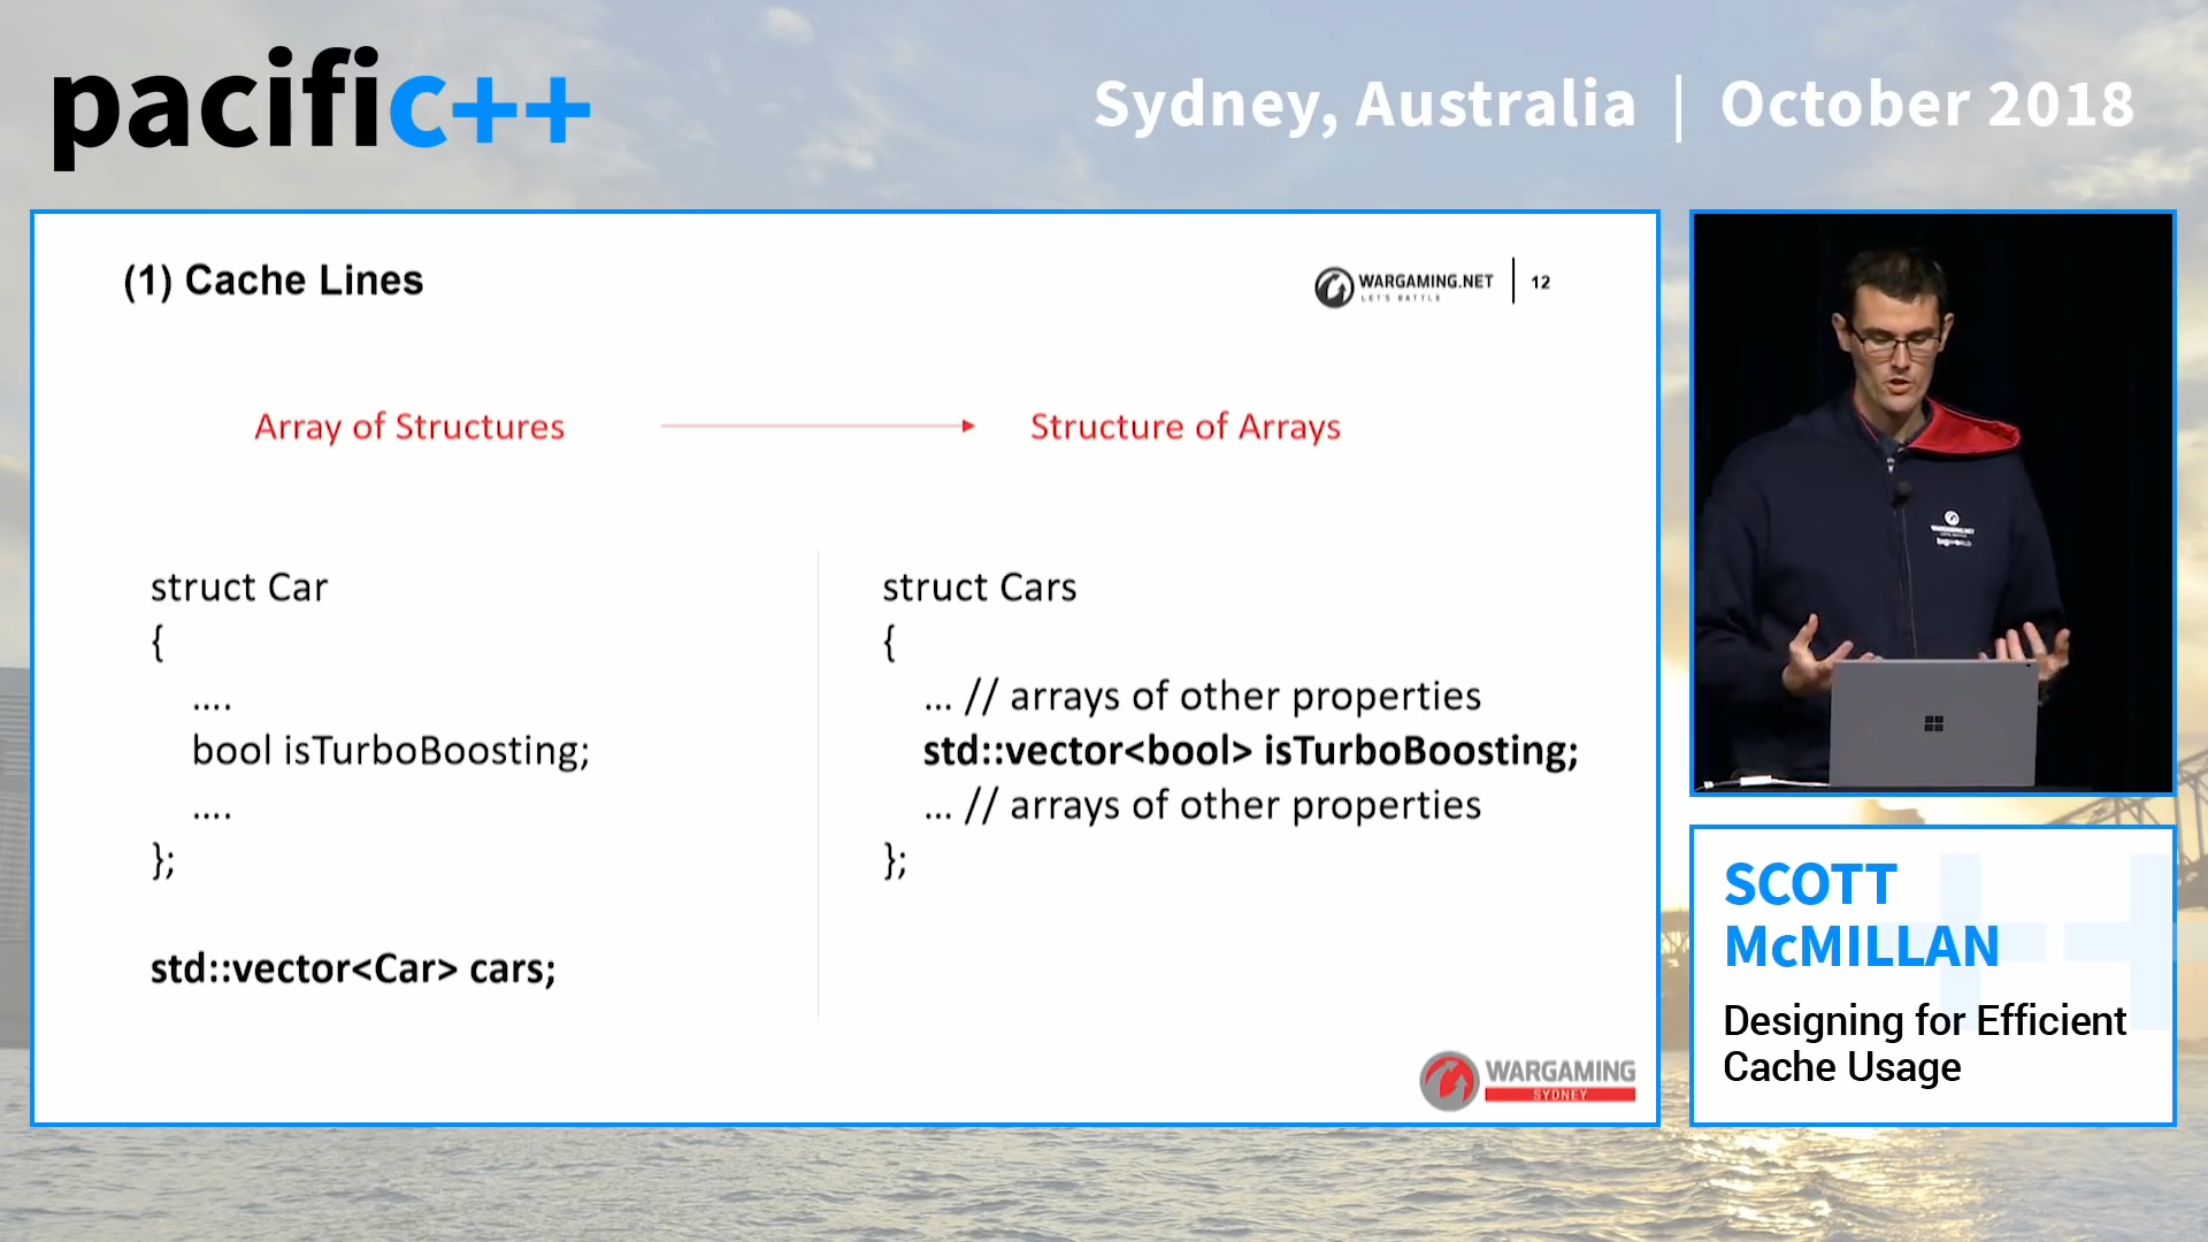 pacific++
Sydney, Australia | October 2018
(1) Cache Lines
WARGAMING.NET
LET'S BATTLE
12
Array of Structures
Structure of Arrays
struct Car
{
....
bool isTurboBoosting;
....
};
std::vector<Car> cars;
struct Cars
{
... // arrays of other properties
std::vector<bool> isTurboBoosting;
... // arrays of other properties
};
WARGAMING
SYDNEY
SCOTT
McMILLAN
Designing for Efficient
Cache Usage